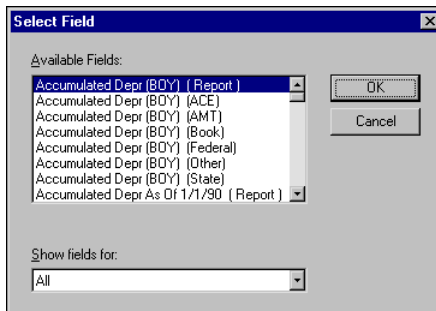 Select Field
Available Fields:
Accumulated Depr (BOY) ( Report )
Accumulated Depr (BOY) (ACE)
Accumulated Depr (BOY) (AMT)
Accumulated Depr (BOY) (Book)
Accumulated Depr (BOY) (Federal)
Accumulated Depr (BOY) (Other)
Accumulated Depr (BOY) (State)
Accumulated Depr As Of 1/1/90 ( Report )
OK
Cancel
Show fields for:
All